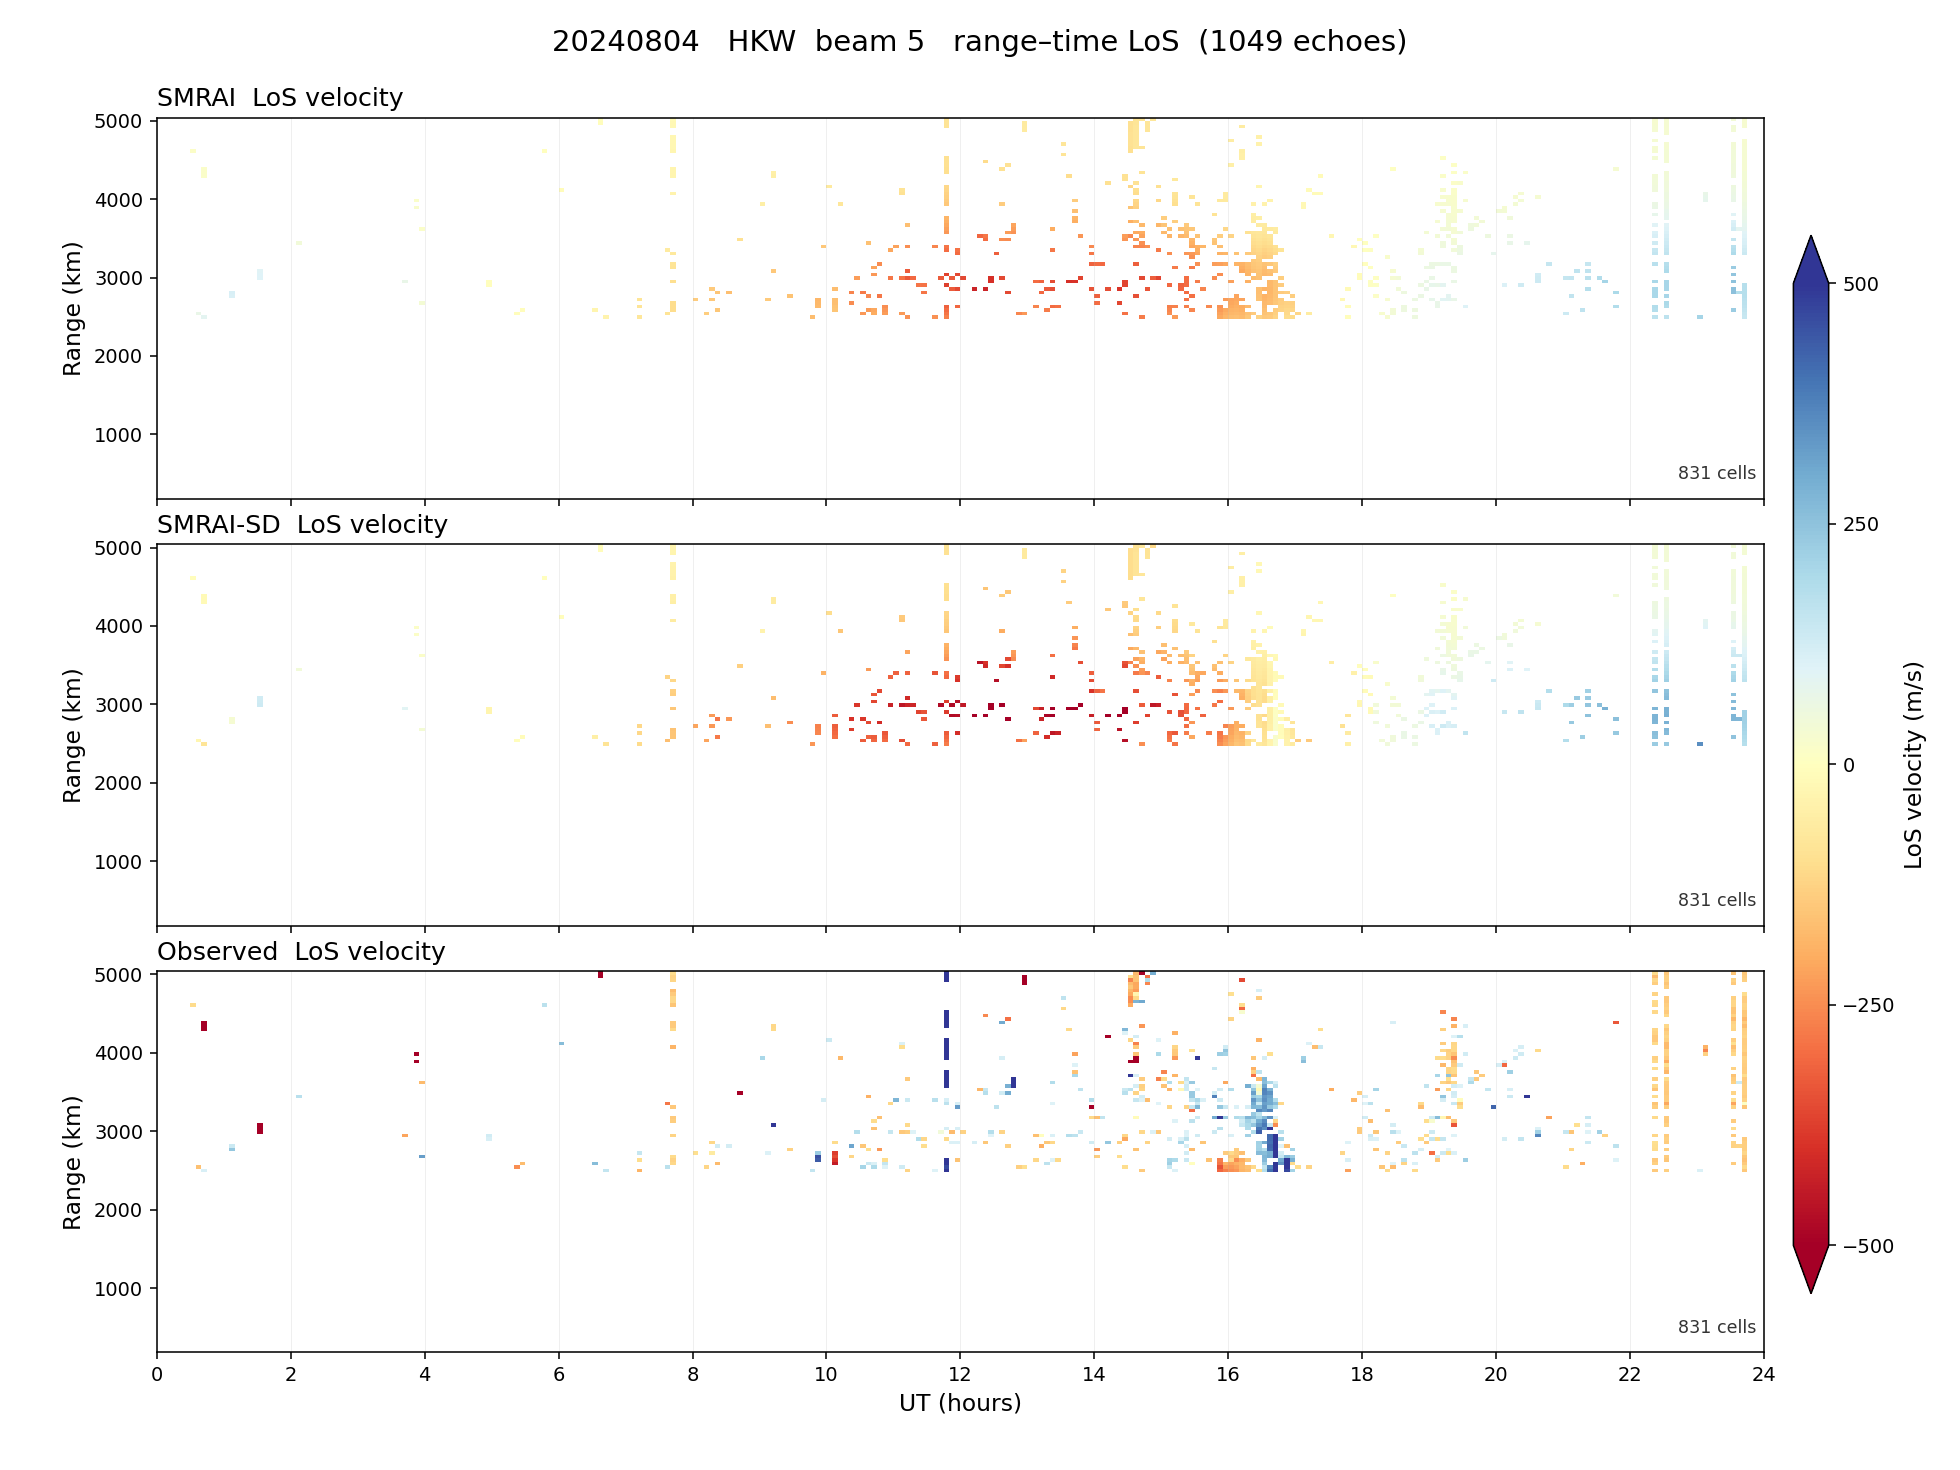 20240804   HKW  beam 5   range–time LoS  (1049 echoes)
SMRAI  LoS velocity
5000
4000
3000
2000
1000
Range (km)
831 cells
SMRAI-SD  LoS velocity
5000
4000
3000
2000
1000
Range (km)
831 cells
Observed  LoS velocity
5000
4000
3000
2000
1000
Range (km)
831 cells
0 2 4 6 8 10 12 14 16 18 20 22 24
UT (hours)
500
250
0
−250
−500
LoS velocity (m/s)